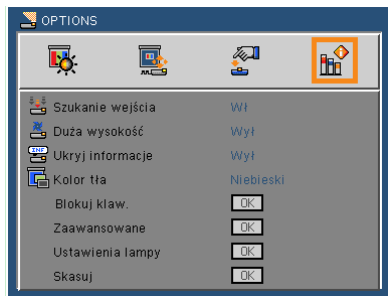 OPTIONS
Szukanie wejścia Wł
Duża wysokość Wył
INF Ukryj informacje Wył
Kolor tła Niebieski
Blokuj klaw. OK
Zaawansowane OK
Ustawienia lampy OK
Skasuj OK